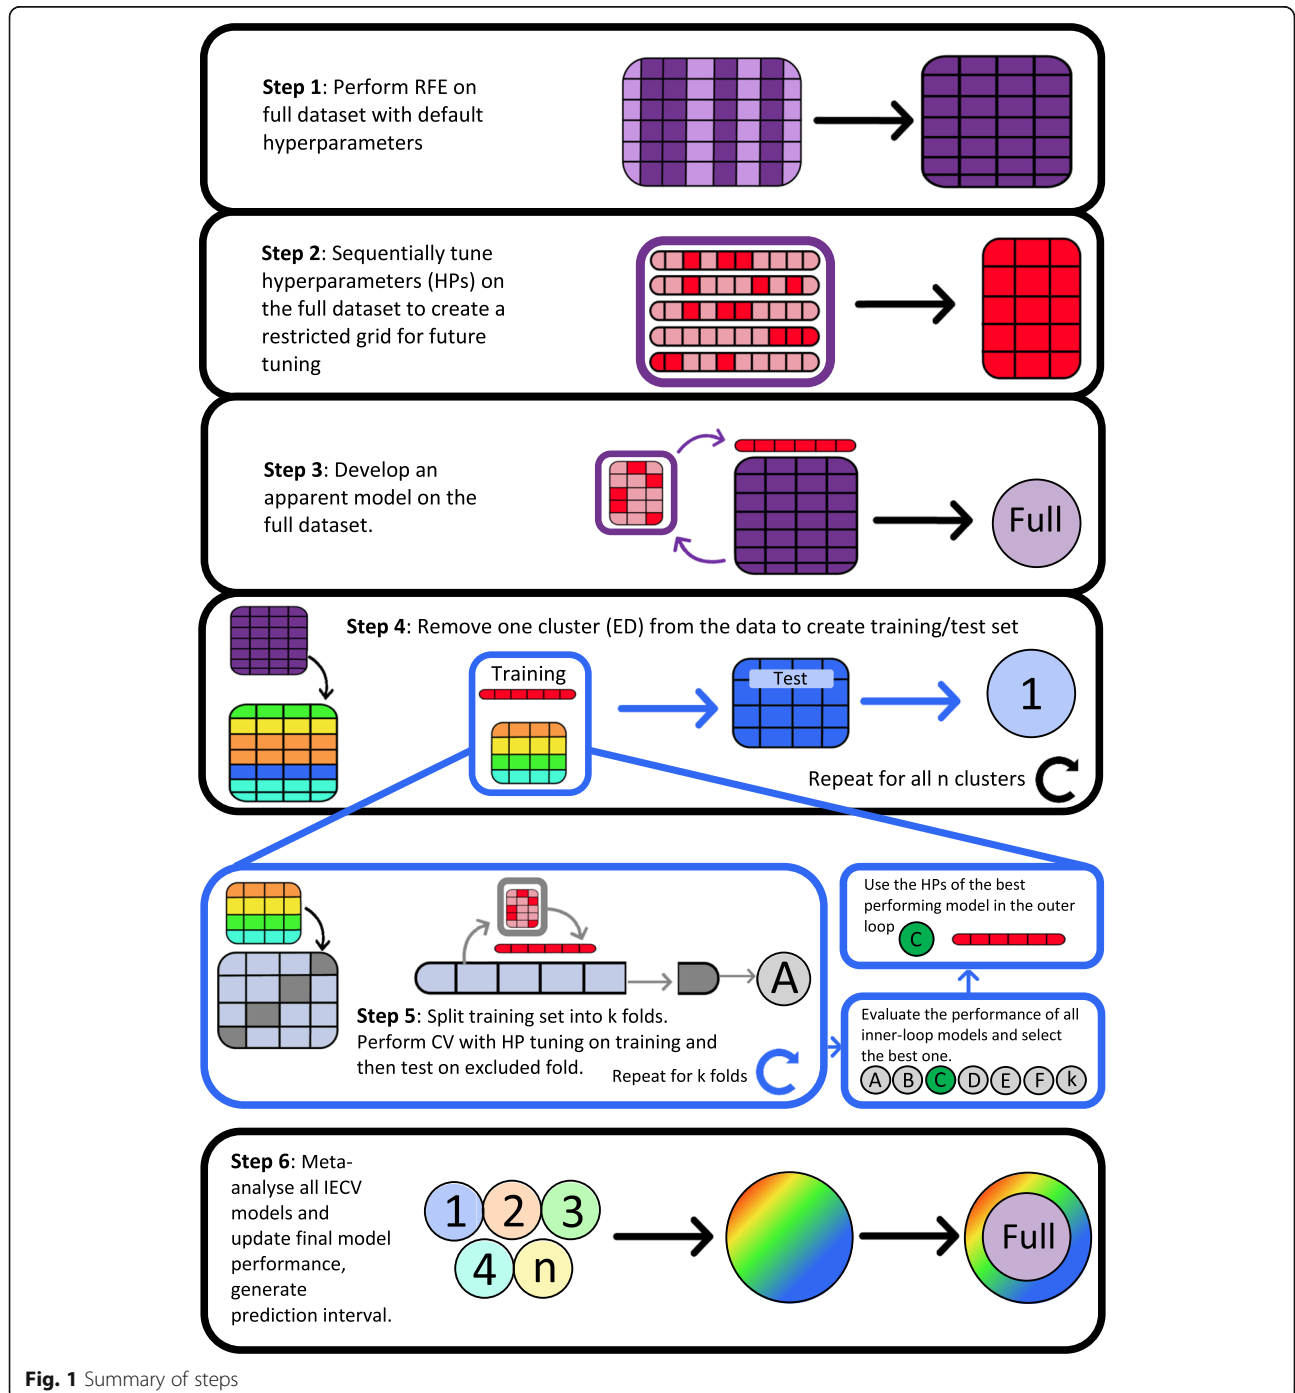 Step 1: Perform RFE on
full dataset with default
hyperparameters
Step 2: Sequentially tune
hyperparameters (HPs) on
the full dataset to create a
restricted grid for future
tuning
Step 3: Develop an
apparent model on the
full dataset.
Full
Step 4: Remove one cluster (ED) from the data to create training/test set
Training
Test
1
Repeat for all n clusters
A
Step 5: Split training set into k folds.
Perform CV with HP tuning on training and
then test on excluded fold.
Repeat for k folds
Use the HPs of the best
performing model in the outer
loop
C
Evaluate the performance of all
inner-loop models and select
the best one.
A B C D E F k
Step 6: Meta-
analyse all IECV
models and
update final model
performance,
generate
prediction interval.
1 2 3
4 n
Full
Fig. 1 Summary of steps